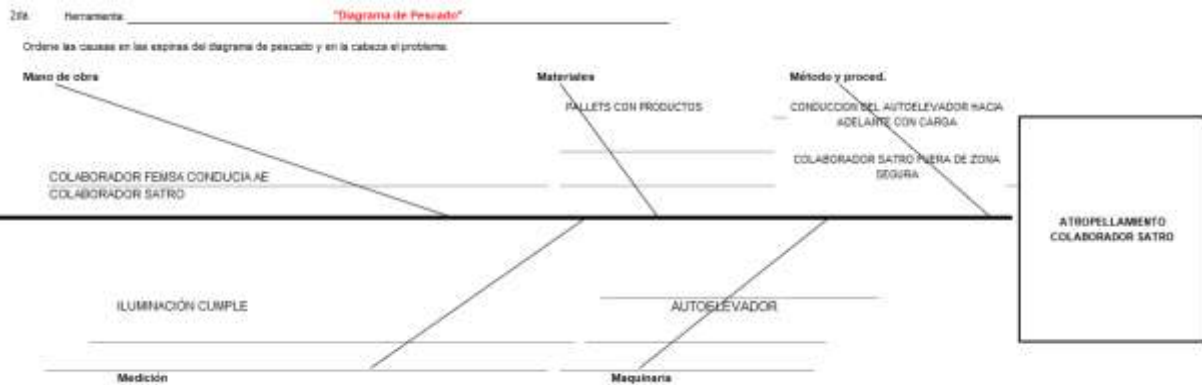 2da. Herramienta "Diagrama de Pescado"
Ordene las causas en las espinas del diagrama de pescado y en la cabeza el problema.
Mano de obra Materiales Método y proced.
PALLETS CON PRODUCTOS
CONDUCCION DEL AUTOELEVADOR HACIA
ADELANTE CON CARGA
COLABORADOR SATRO FUERA DE ZONA
SEGURA
COLABORADOR FEMSA CONDUCIA AE
COLABORADOR SATRO
ATROPELLAMIENTO
COLABORADOR SATRO
ILUMINACIÓN CUMPLE
AUTOELEVADOR
Medición Maquinaria